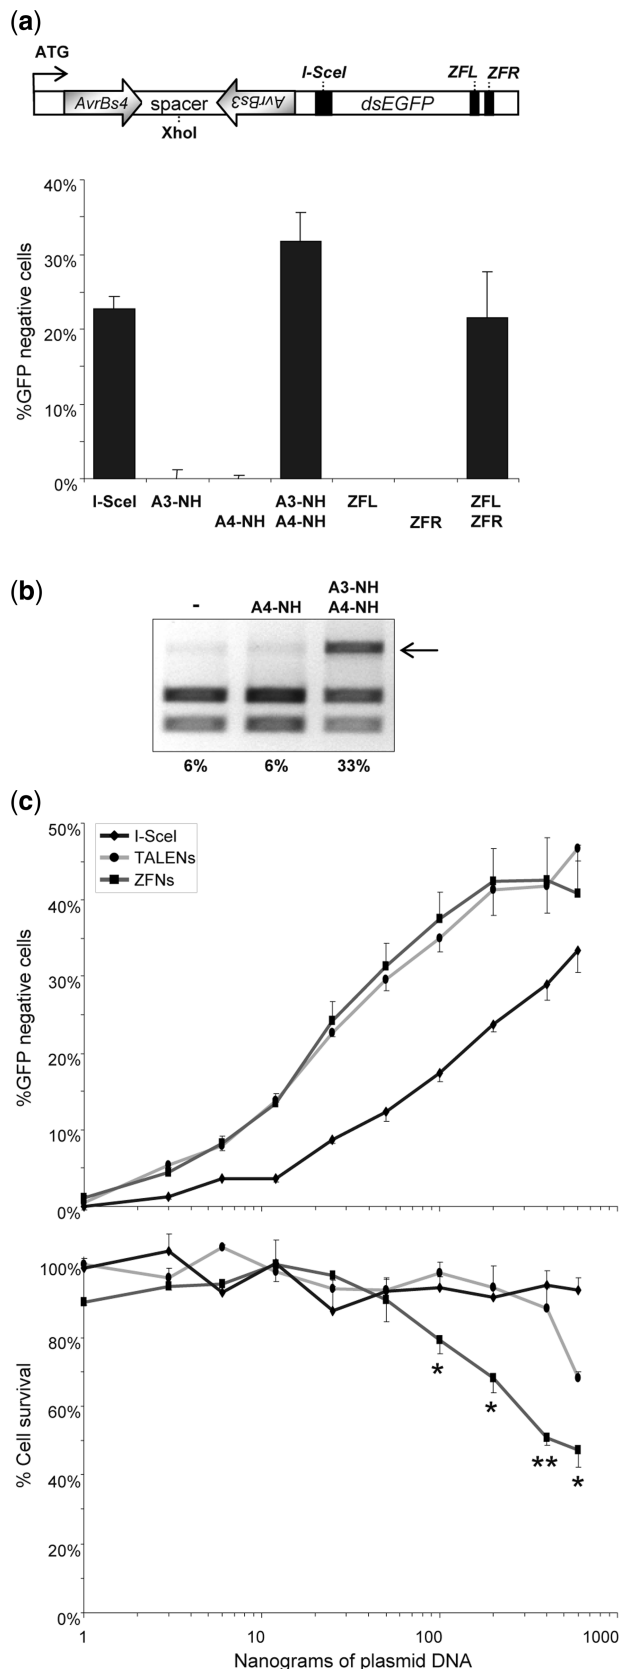 (a)
ATG
I-SceI ZFL ZFR
AvrBs4 spacer AvrBs3 dsEGFP
XhoI
40%
30%
20%
10%
0%
%GFP negative cells
I-SceI A3-NH A3-NH ZFL ZFL
A4-NH A4-NH ZFR ZFR
(b)
A3-NH
- A4-NH A4-NH
6% 6% 33%
(c)
50%
40%
30%
20%
10%
0%
%GFP negative cells
I-SceI
TALENs
ZFNs
100%
80%
60%
40%
20%
0%
% Cell survival
*
*
**
*
1 10 100 1000
Nanograms of plasmid DNA